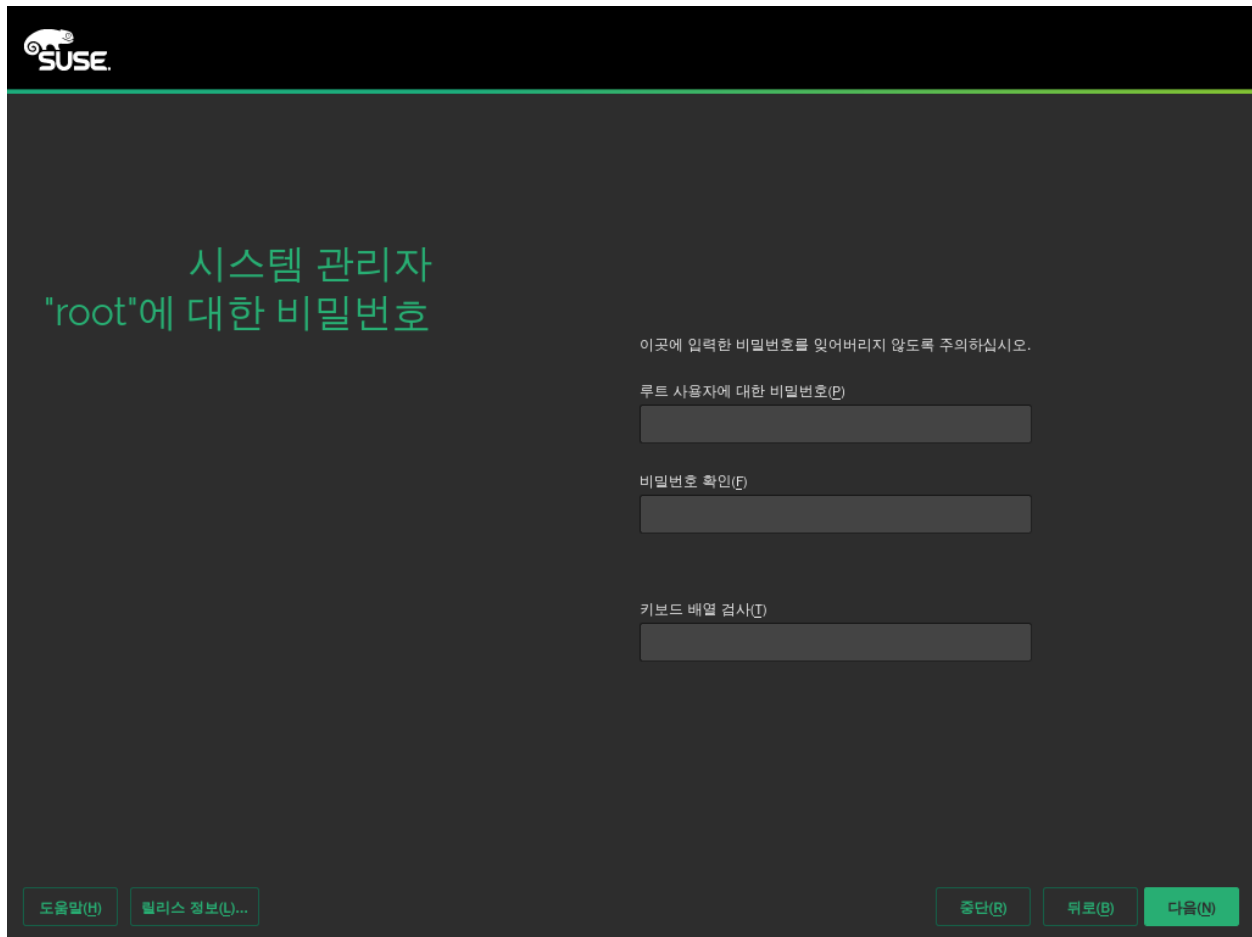 SUSE.
시스템 관리자
"root"에 대한 비밀번호
이곳에 입력한 비밀번호를 잊어버리지 않도록 주의하십시오.
루트 사용자에 대한 비밀번호(P)
비밀번호 확인(F)
키보드 배열 검사(T)
도움말(H) 릴리스 정보(L)... 중단(R) 뒤로(B) 다음(N)